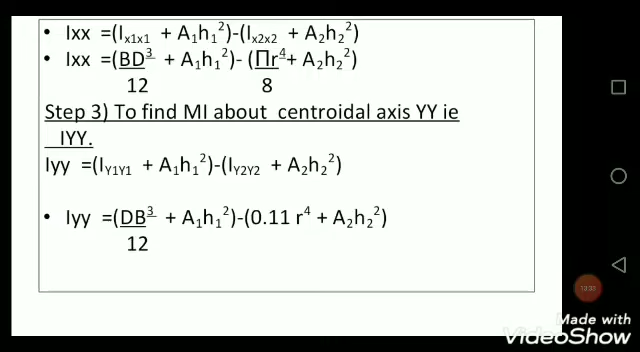 • Ixx =(Ix1x1 + A₁h₁²)-(Ix2x2 + A₂h₂²)
• Ixx =(BD³ + A₁h₁²)- (∏r⁴+ A₂h₂²)
12 8
Step 3) To find MI about centroidal axis YY ie
IYY.
Iyy =(IY1Y1 + A₁h₁²)-(IY2Y2 + A₂h₂²)
• Iyy =(DB³ + A₁h₁²)-(0.11 r⁴ + A₂h₂²)
12
Made with
VideoShow